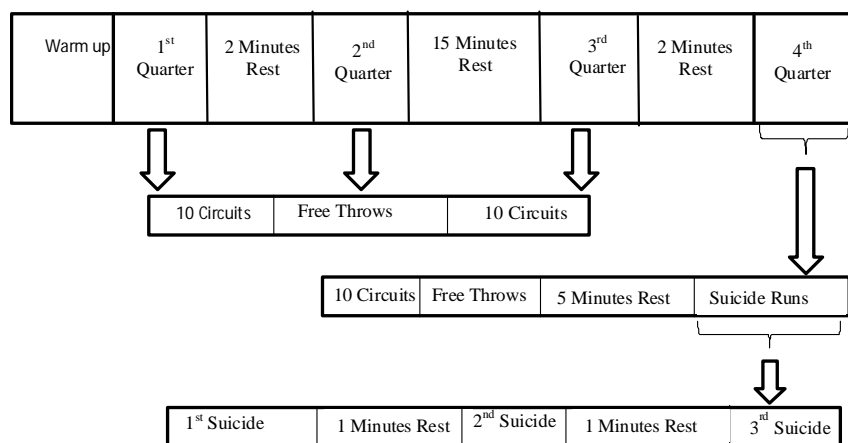 Warm up 1st Quarter 2 Minutes Rest 2nd Quarter 15 Minutes Rest 3rd Quarter 2 Minutes Rest 4th Quarter
10 Circuits Free Throws 10 Circuits
10 Circuits Free Throws 5 Minutes Rest Suicide Runs
1st Suicide 1 Minutes Rest 2nd Suicide 1 Minutes Rest 3rd Suicide